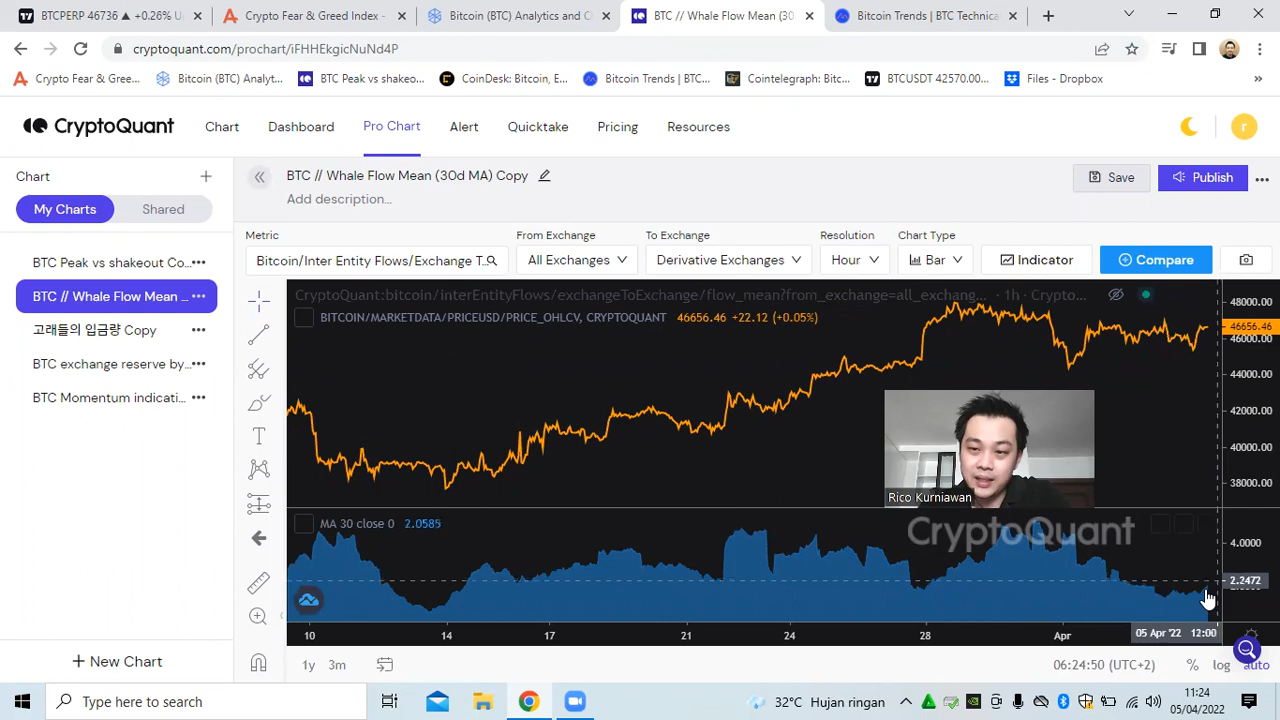 BTCPERP 46736 ▲ +0.26% U
Crypto Fear & Greed Index -
Bitcoin (BTC) Analytics and C
BTC // Whale Flow Mean (30
Bitcoin Trends | BTC Technica
cryptoquant.com/prochart/iFHHEkgicNuNd4P
Crypto Fear & Gree...
Bitcoin (BTC) Analyt...
BTC Peak vs shakeo...
CoinDesk: Bitcoin, E...
Bitcoin Trends | BTC...
Cointelegraph: Bitc...
BTCUSDT 42570.00...
Files - Dropbox
CryptoQuant
Chart
Dashboard
Pro Chart
Alert
Quicktake
Pricing
Resources
r
Chart
My Charts
Shared
BTC Peak vs shakeout Co...
BTC // Whale Flow Mean ...
고래들의 입금량 Copy
BTC exchange reserve by...
BTC Momentum indicati...
New Chart
BTC // Whale Flow Mean (30d MA) Copy
Add description...
Save
Publish
Metric
From Exchange
To Exchange
Resolution
Chart Type
Bitcoin/Inter Entity Flows/Exchange T...
All Exchanges
Derivative Exchanges
Hour
Bar
Indicator
Compare
CryptoQuant:bitcoin/interEntityFlows/exchangeToExchange/flow_mean?from_exchange=all_exchang... - 1h - Crypto...
BITCOIN/MARKETDATA/PRICEUSD/PRICE_OHLCV, CRYPTOQUANT 46656.46 +22.12 (+0.05%)
48000.00
46656.46
46000.00
44000.00
42000.00
40000.00
38000.00
Rico Kurniawan
MA 30 close 0 2.0585
CryptoQuant
4.0000
2.2472
10 14 17 21 24 28 Apr 05 Apr '22 12:00
1y 3m
06:24:50 (UTC+2) % log auto
Type here to search
32°C Hujan ringan
11:24
05/04/2022